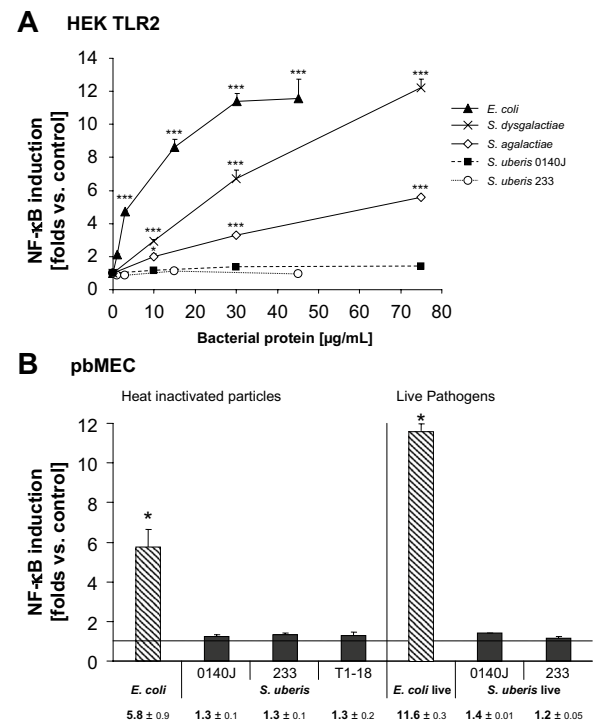 A HEK TLR2
NF-κB induction
[folds vs. control]
14
12
10
8
6
4
2
0
*** *** *** *** ***
*** *** *** * *** ***
0 10 20 30 40 50 60 70 80
Bacterial protein [µg/mL]
E. coli
S. dysgalactiae
S. agalactiae
S. uberis 0140J
S. uberis 233
B pbMEC
Heat inactivated particles Live Pathogens
NF-κB induction
[folds vs. control]
12
10
8
6
4
2
0
* *
0140J 233 T1-18 0140J 233
E. coli S. uberis E. coli live S. uberis live
5.8 ± 0.9 1.3 ± 0.1 1.3 ± 0.1 1.3 ± 0.2 11.6 ± 0.3 1.4 ± 0.01 1.2 ± 0.05